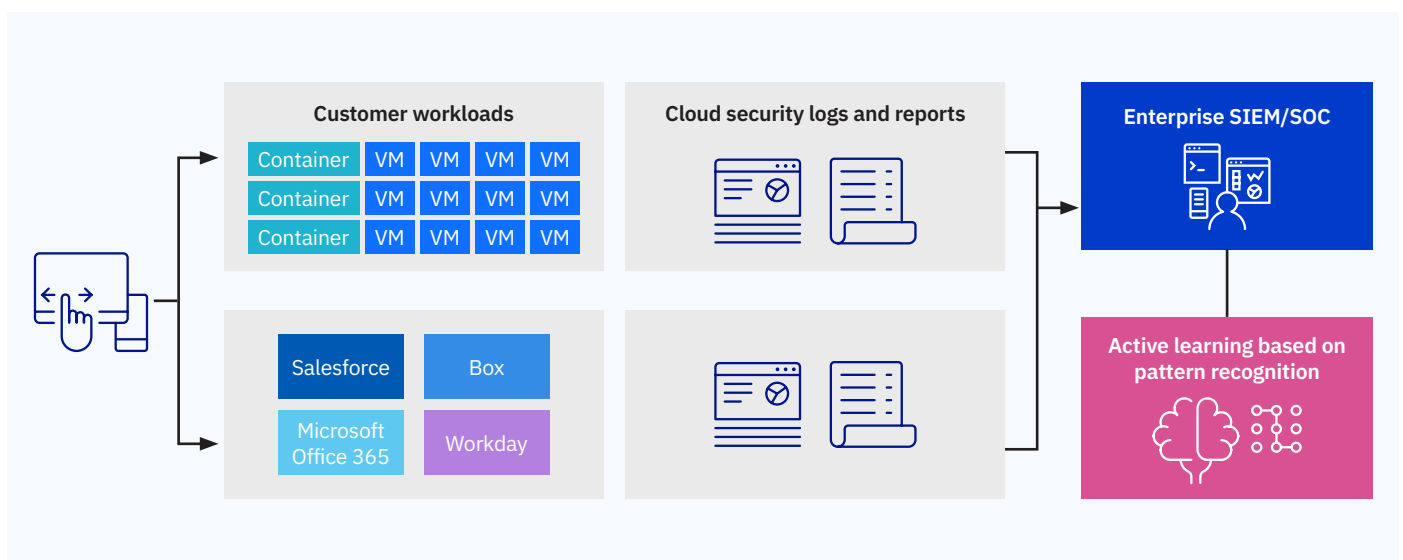 Customer workloads
Container VM VM VM VM
Container VM VM VM VM
Container VM VM VM VM
Salesforce
Box
Microsoft
Office 365
Workday
Cloud security logs and reports
Enterprise SIEM/SOC
Active learning based on
pattern recognition